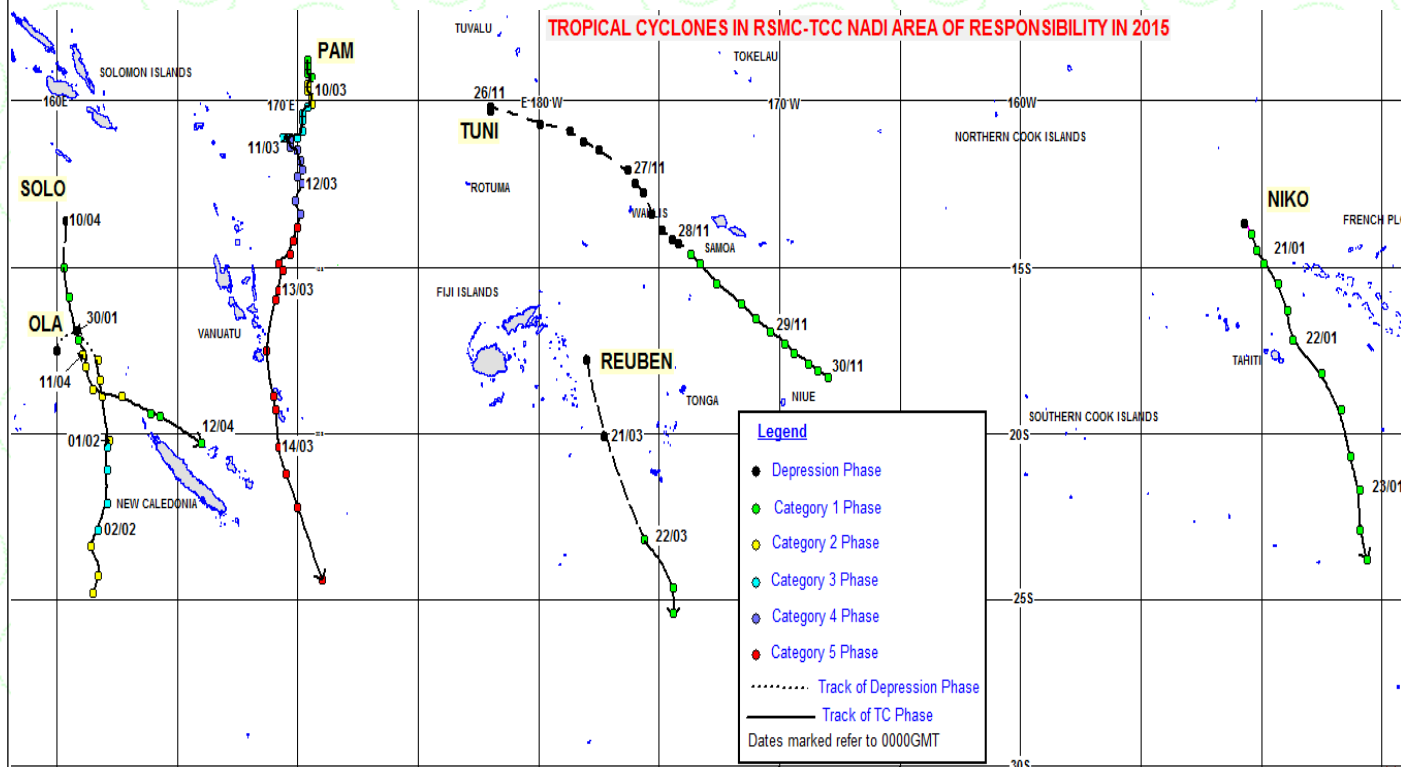 TROPICAL CYCLONES IN RSMC-TCC NADI AREA OF RESPONSIBILITY IN 2015
TUVALU
TOKELAU
SOLOMON ISLANDS
PAM
160E
170E
E-180-W
170W
160W
10/03
26/11
TUNI
NORTHERN COOK ISLANDS
11/03
27/11
12/03
ROTUMA
SOLO
NIKO
10/04
WALLIS
FRENCH
28/11
SAMOA
21/01
15S
13/03
FIJI ISLANDS
30/01
OLA
29/11
VANUATU
22/01
TAHITI
REUBEN
30/11
11/04
TONGA
NIUE
SOUTHERN COOK ISLANDS
12/04
21/03
01/02
20S
14/03
23/01
NEW CALEDONIA
02/02
22/03
25S
30S
Legend
Depression Phase
Category 1 Phase
Category 2 Phase
Category 3 Phase
Category 4 Phase
Category 5 Phase
Track of Depression Phase
Track of TC Phase
Dates marked refer to 0000GMT